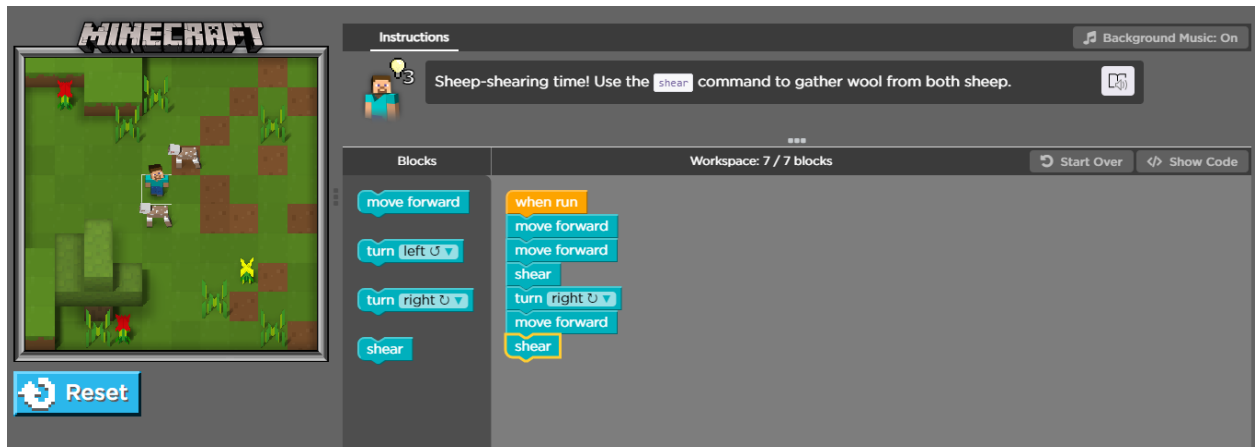 MINECRAFT
Instructions
Background Music: On
3
Sheep-shearing time! Use the shear command to gather wool from both sheep.
Blocks
Workspace: 7 / 7 blocks
Start Over
Show Code
move forward
turn left ↺ ▼
turn right ↻ ▼
shear
when run
move forward
move forward
shear
turn right ↻ ▼
move forward
shear
Reset